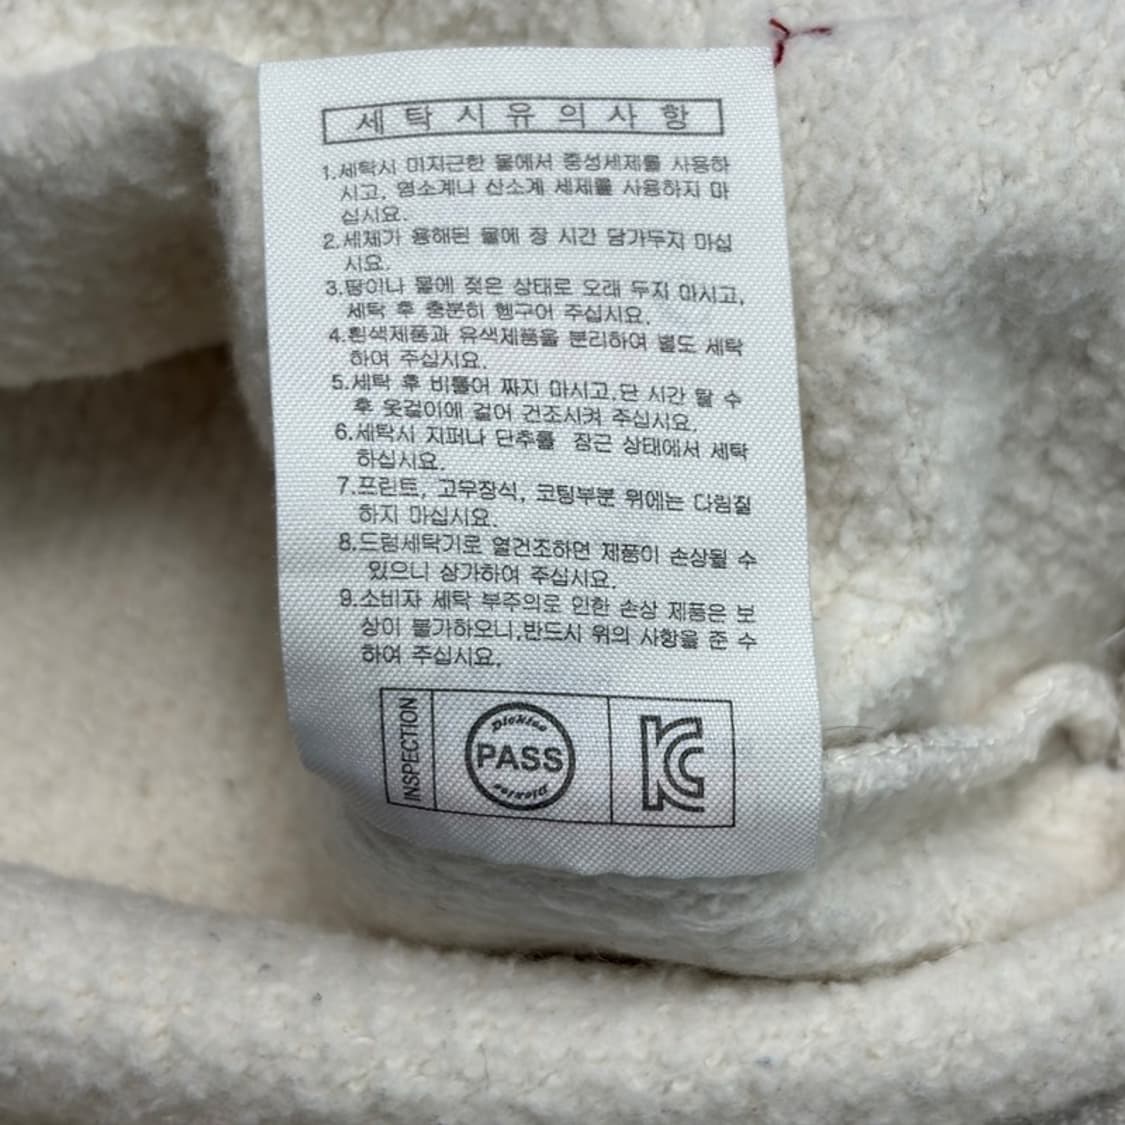 세탁시유의사항
1.세탁시 미지근한 물에서 중성세제를 사용하
시고, 염소계나 산소계 세제를 사용하지 마
십시요.
2.세제가 용해된 물에 장 시간 담가두지 마십
시요.
3.땀이나 물에 젖은 상태로 오래 두지 마시고,
세탁 후 충분히 헹구어 주십시요.
4.흰색제품과 유색제품을 분리하여 별도 세탁
하여 주십시요.
5.세탁 후 비틀어 짜지 마시고,단 시간 탈 수
후 옷걸이에 걸어 건조시켜 주십시요.
6.세탁시 지퍼나 단추를 잠근 상태에서 세탁
하십시요.
7.프린트, 고무장식, 코팅부분 위에는 다림질
하지 마십시요.
8.드럼세탁기로 열건조하면 제품이 손상될 수
있으니 삼가하여 주십시요.
9.소비자 세탁 부주의로 인한 손상 제품은 보
상이 불가하오니,반드시 위의 사항을 준 수
하여 주십시요.
INSPECTION
Dickies
PASS
Dickies
KC